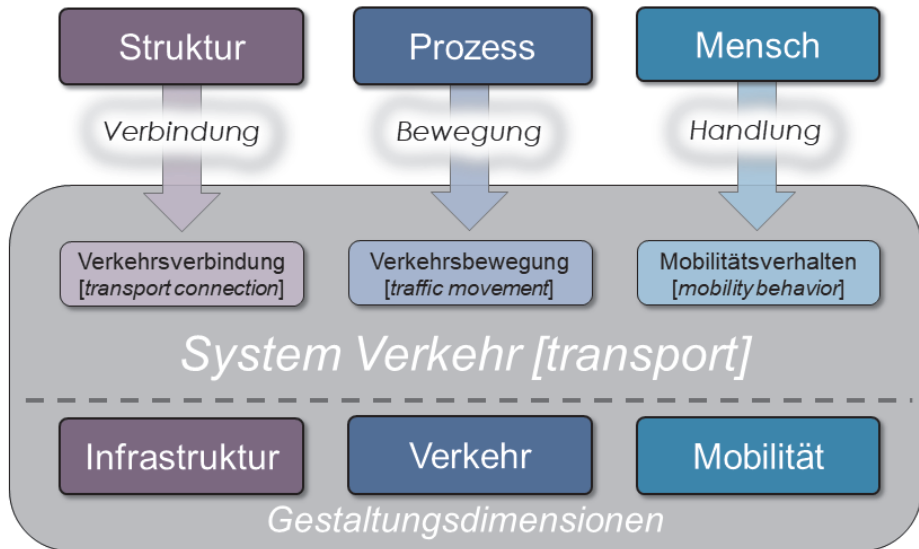 Struktur
Prozess
Mensch
Verbindung
Bewegung
Handlung
Verkehrsverbindung
[transport connection]
Verkehrsbewegung
[traffic movement]
Mobilitätsverhalten
[mobility behavior]
System Verkehr [transport]
Infrastruktur
Verkehr
Mobilität
Gestaltungsdimensionen